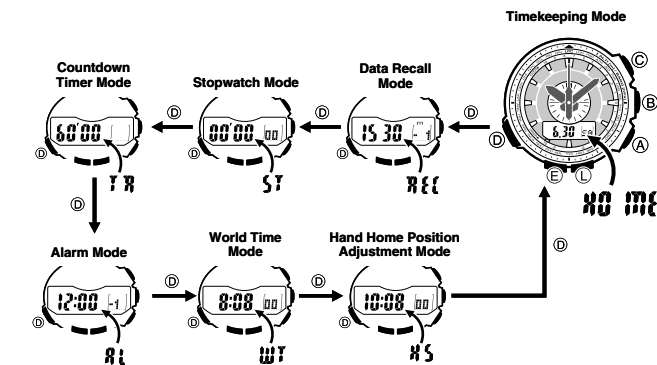 Timekeeping Mode
Countdown
Timer Mode
Stopwatch Mode
Data Recall
Mode
C
B
A
D
E
L
6.30 SA
D
15 30 - 1
D
REC
D
00'00 00
D
ST
D
60'00
D
TR
D
Alarm Mode
World Time
Mode
Hand Home Position
Adjustment Mode
12:00 -1
D
AL
D
8:08 00
D
WT
D
10:08 00
D
HS
D